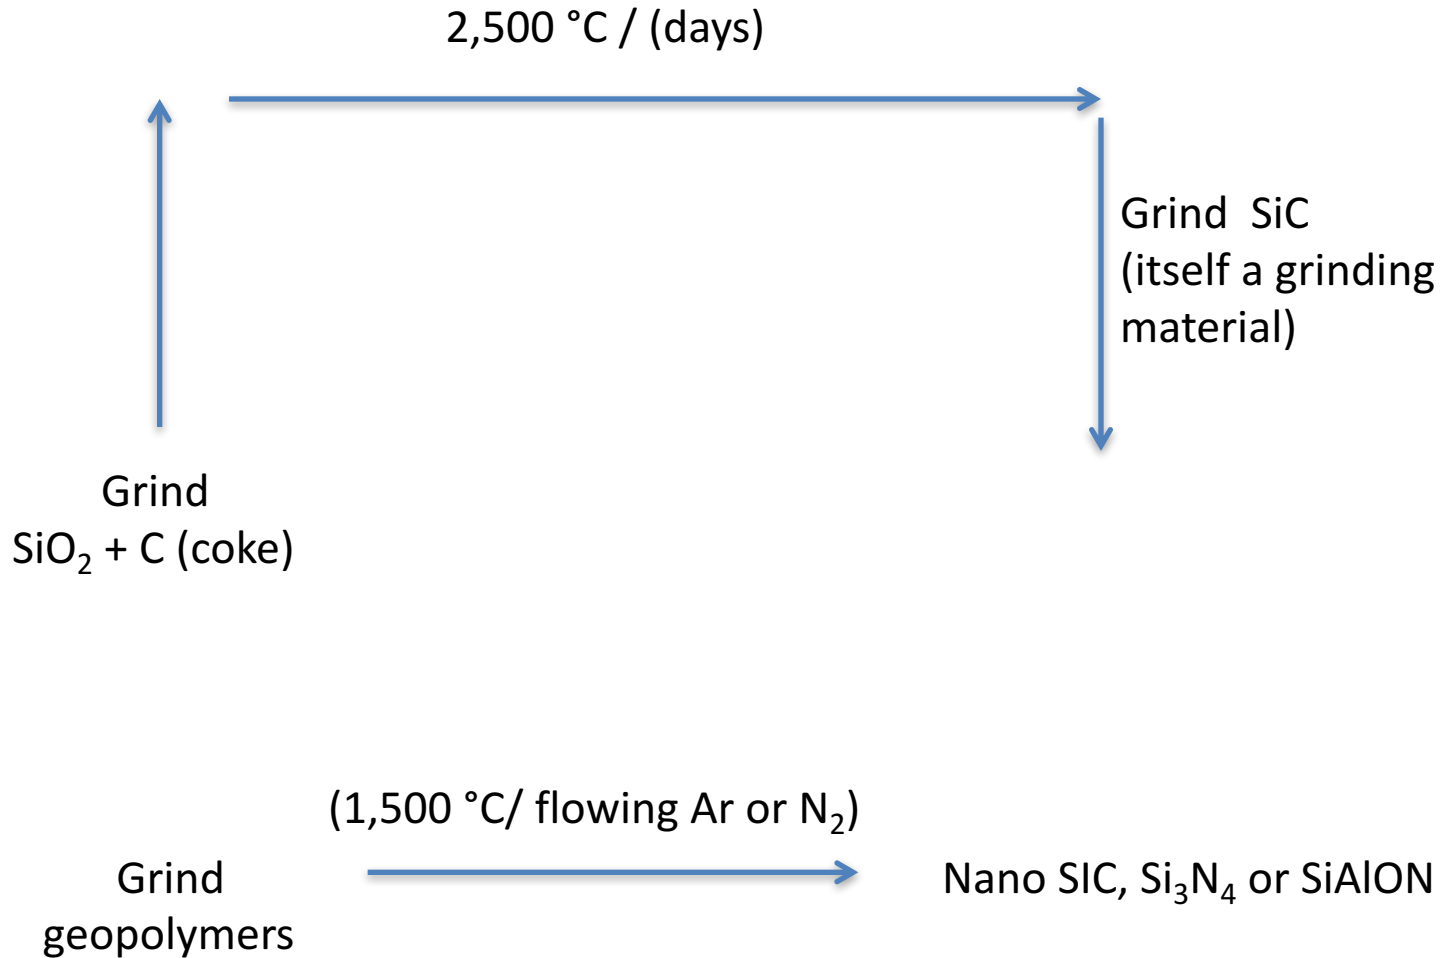 2,500 °C / (days)
Grind  SiC
(itself a grinding
material)
Grind
SiO₂ + C (coke)
(1,500 °C/ flowing Ar or N₂)
Grind
geopolymers
Nano SIC, Si₃N₄ or SiAlON